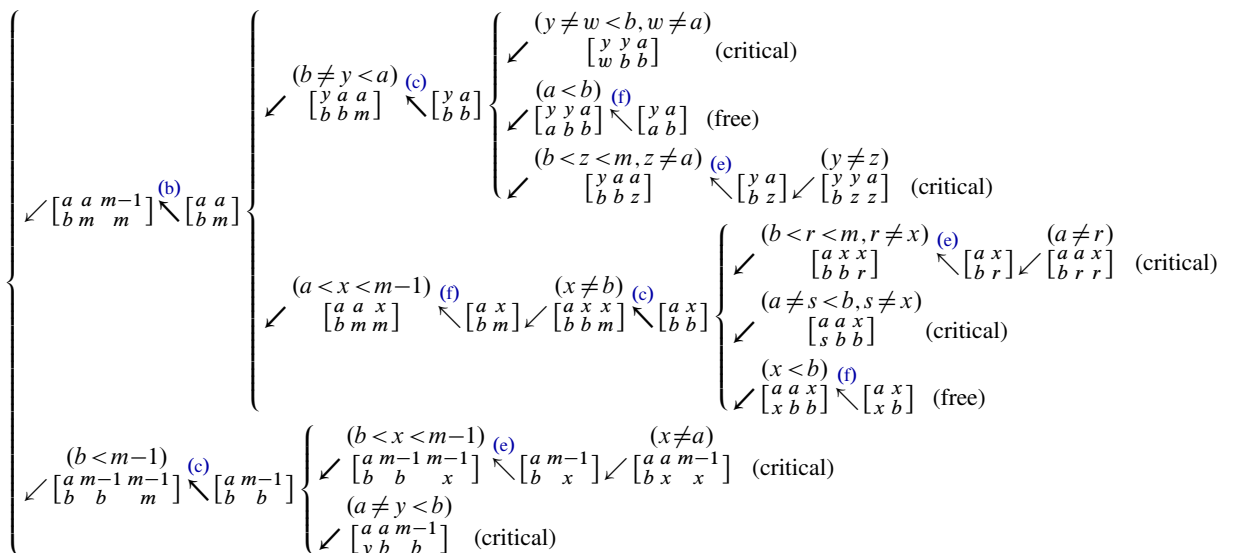 (y ≠ w < b, w ≠ a)
↙ [y y a / w b b] (critical)
(b ≠ y < a) (c)
↙ [y a a / b b m] ↖ [y a / b b]
(a < b) (f)
↙ [y y a / a b b] ↖ [y a / a b] (free)
(b < z < m, z ≠ a) (e) (y ≠ z)
↙ [y a a / b b z] ↖ [y a / b z] ↙ [y y a / b z z] (critical)
(b)
↙ [a a m−1 / b m m] ↖ [a a / b m]
(b < r < m, r ≠ x) (e) (a ≠ r)
↙ [a x x / b b r] ↖ [a x / b r] ↙ [a a x / b r r] (critical)
(a < x < m−1) (f) (x ≠ b) (c)
↙ [a a x / b m m] ↖ [a x / b m] ↙ [a x x / b b m] ↖ [a x / b b]
(a ≠ s < b, s ≠ x)
↙ [a a x / s b b] (critical)
(x < b) (f)
↙ [a a x / x b b] ↖ [a x / x b] (free)
(b < m−1) (c)
↙ [a m−1 m−1 / b b m] ↖ [a m−1 / b b]
(b < x < m−1) (e) (x ≠ a)
↙ [a m−1 m−1 / b b x] ↖ [a m−1 / b x] ↙ [a a m−1 / b x x] (critical)
(a ≠ y < b)
↙ [a a m−1 / y b b] (critical)